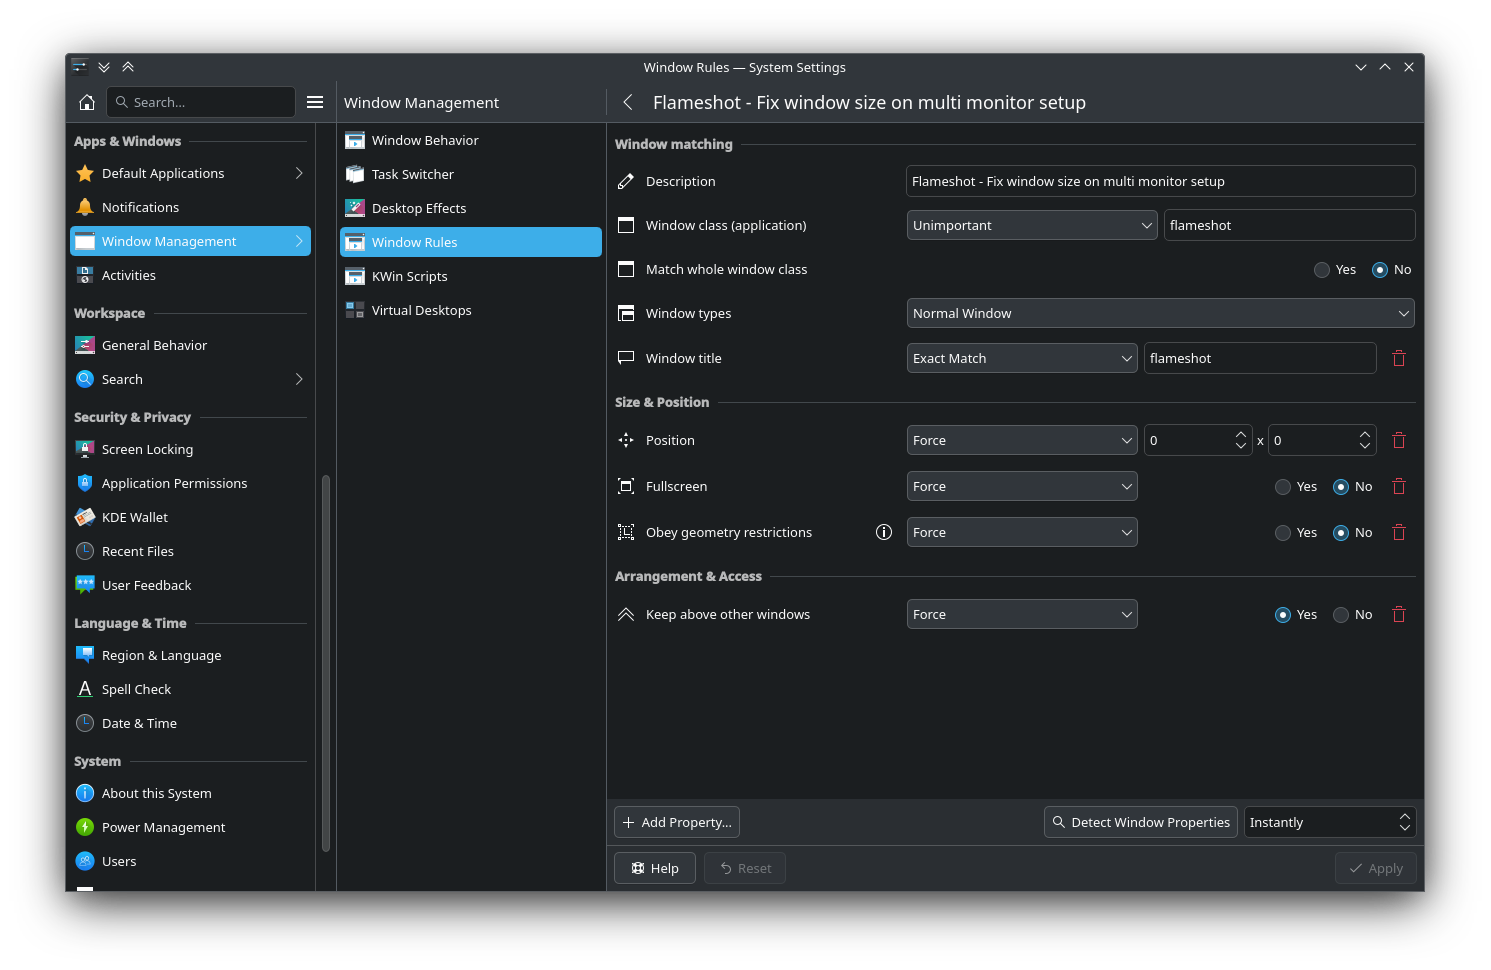 Window Rules — System Settings
Search...
Window Management
Flameshot - Fix window size on multi monitor setup
Apps & Windows
Default Applications
Notifications
Window Management
Activities
Workspace
General Behavior
Search
Security & Privacy
Screen Locking
Application Permissions
KDE Wallet
Recent Files
User Feedback
Language & Time
Region & Language
Spell Check
Date & Time
System
About this System
Power Management
Users
Window Behavior
Task Switcher
Desktop Effects
Window Rules
KWin Scripts
Virtual Desktops
Window matching
Description Flameshot - Fix window size on multi monitor setup
Window class (application) Unimportant flameshot
Match whole window class Yes No
Window types Normal Window
Window title Exact Match flameshot
Size & Position
Position Force 0 x 0
Fullscreen Force Yes No
Obey geometry restrictions Force Yes No
Arrangement & Access
Keep above other windows Force Yes No
Add Property... Detect Window Properties Instantly
Help Reset Apply